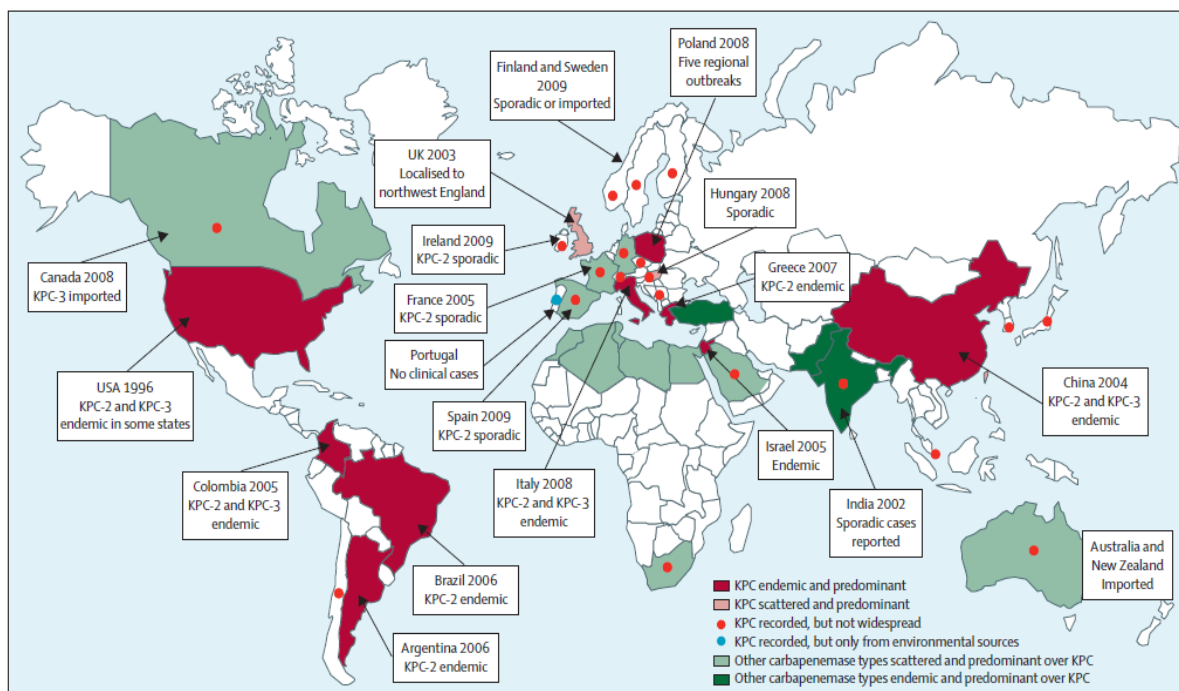 Poland 2008
Five regional
outbreaks
Finland and Sweden
2009
Sporadic or imported
UK 2003
Localised to
northwest England
Hungary 2008
Sporadic
Ireland 2009
KPC-2 sporadic
Greece 2007
KPC-2 endemic
Canada 2008
KPC-3 imported
France 2005
KPC-2 sporadic
Portugal
No clinical cases
USA 1996
KPC-2 and KPC-3
endemic in some states
China 2004
KPC-2 and KPC-3
endemic
Spain 2009
KPC-2 sporadic
Israel 2005
Endemic
Colombia 2005
KPC-2 and KPC-3
endemic
Italy 2008
KPC-2 and KPC-3
endemic
India 2002
Sporadic cases
reported
Australia and
New Zealand
Imported
Brazil 2006
KPC-2 endemic
Argentina 2006
KPC-2 endemic
KPC endemic and predominant
KPC scattered and predominant
KPC recorded, but not widespread
KPC recorded, but only from environmental sources
Other carbapenemase types scattered and predominant over KPC
Other carbapenemase types endemic and predominant over KPC